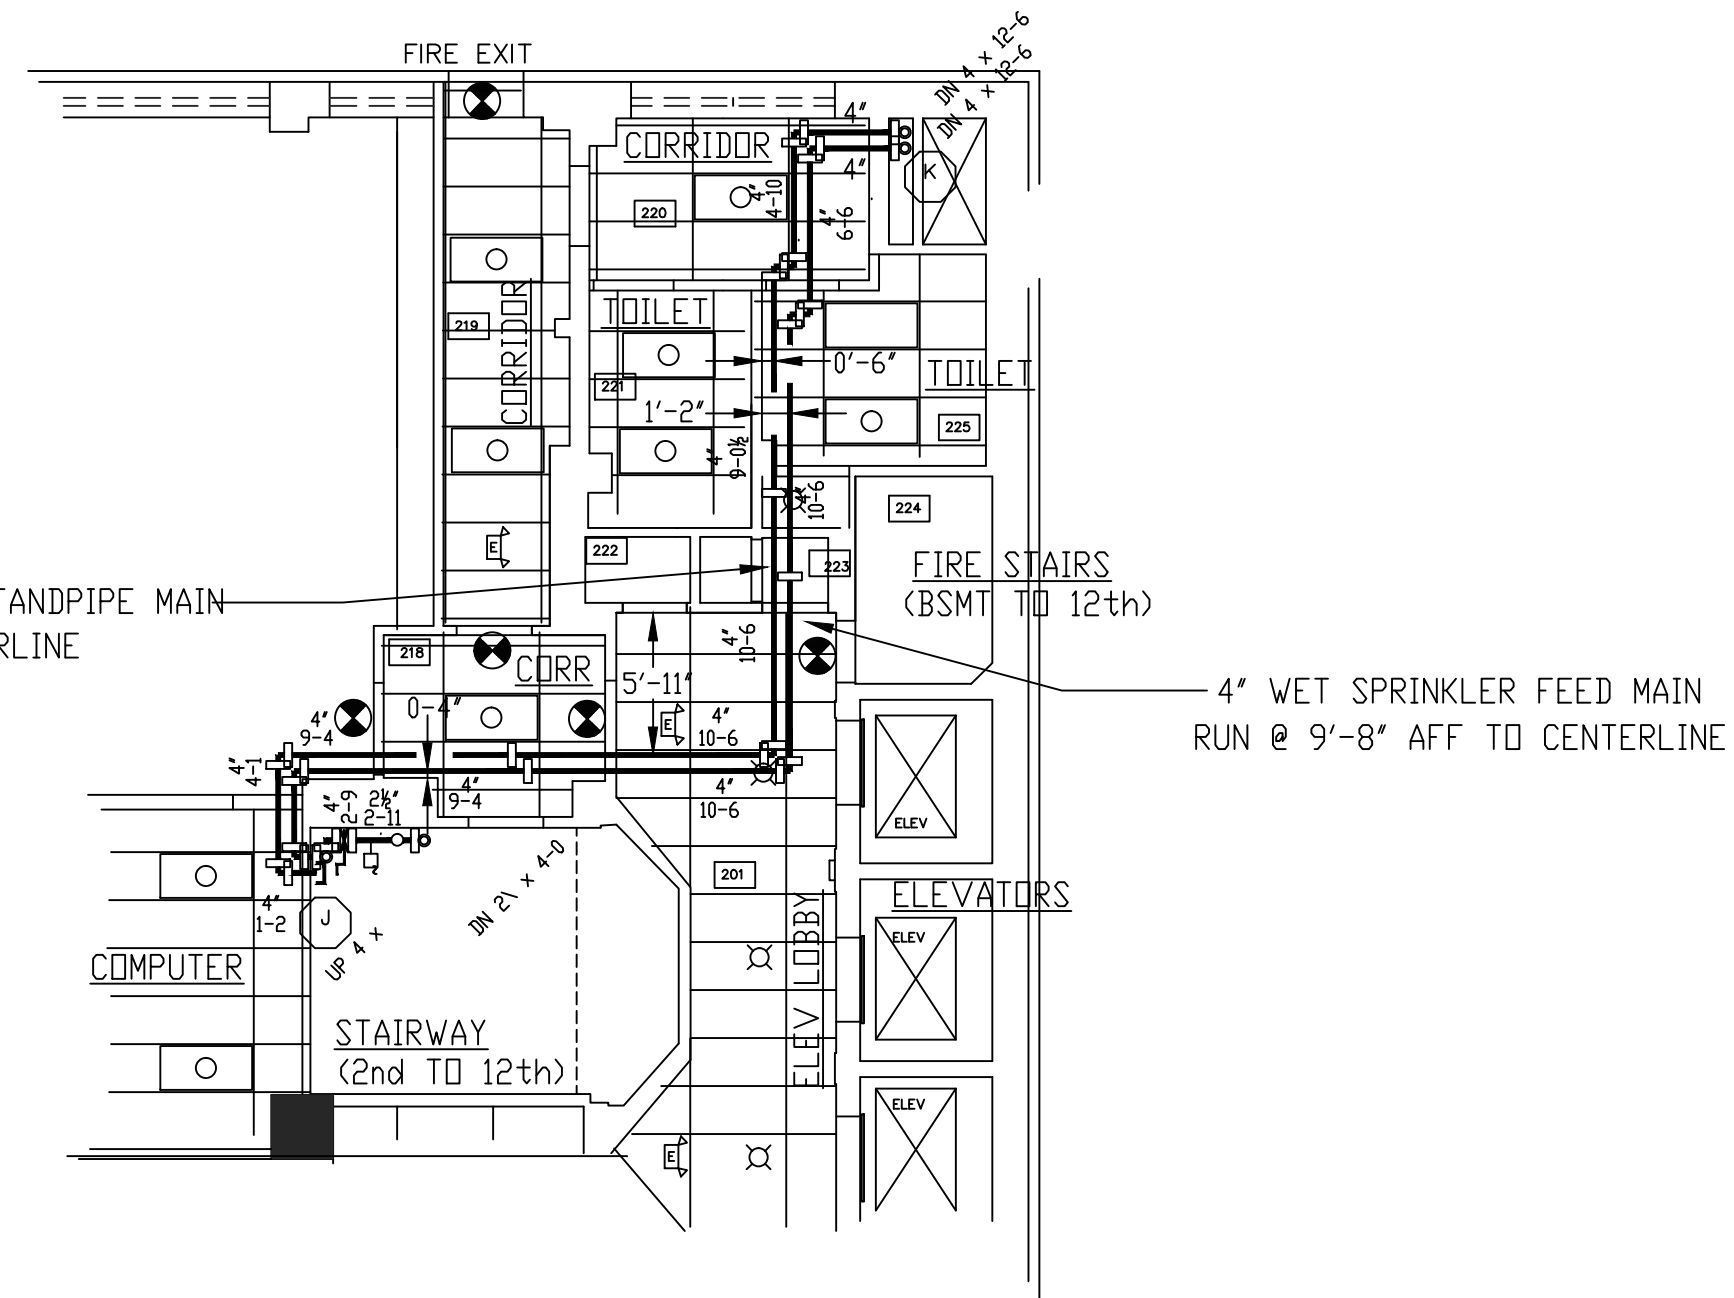 FIRE EXIT
DN 4 x 12-6
DN 4 x 12-6
4"
4"
CORRIDOR
K
220
4"
4-10
4"
6-6
219
CORRIDOR
TOILET
0'-6"
TOILET
221
1'-2"
225
4"
9-0½
4"
10-6
224
E
222
223
FIRE STAIRS
(BSMT TO 12th)
TANDPIPE MAIN
RLINE
218
CORR
4"
10-6
5'-11"
4" WET SPRINKLER FEED MAIN
RUN @ 9'-8" AFF TO CENTERLINE
0-4"
4"
9-4
E
4"
10-6
4"
4-1
4"
9-4
4"
10-6
4"
2-9
2½"
2-11
ELEV
DN 2\ x 4-0
201
4"
1-2
J
UP 4 x
ELEVATORS
ELEV
ELEV LOBBY
COMPUTER
STAIRWAY
(2nd TO 12th)
ELEV
E